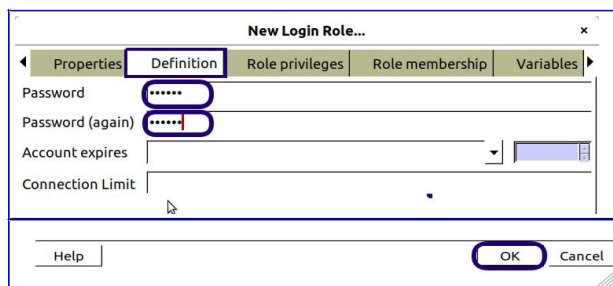 New Login Role... ×
Properties Definition Role privileges Role membership Variables
Password ••••••
Password (again) ••••••
Account expires
Connection Limit
Help OK Cancel